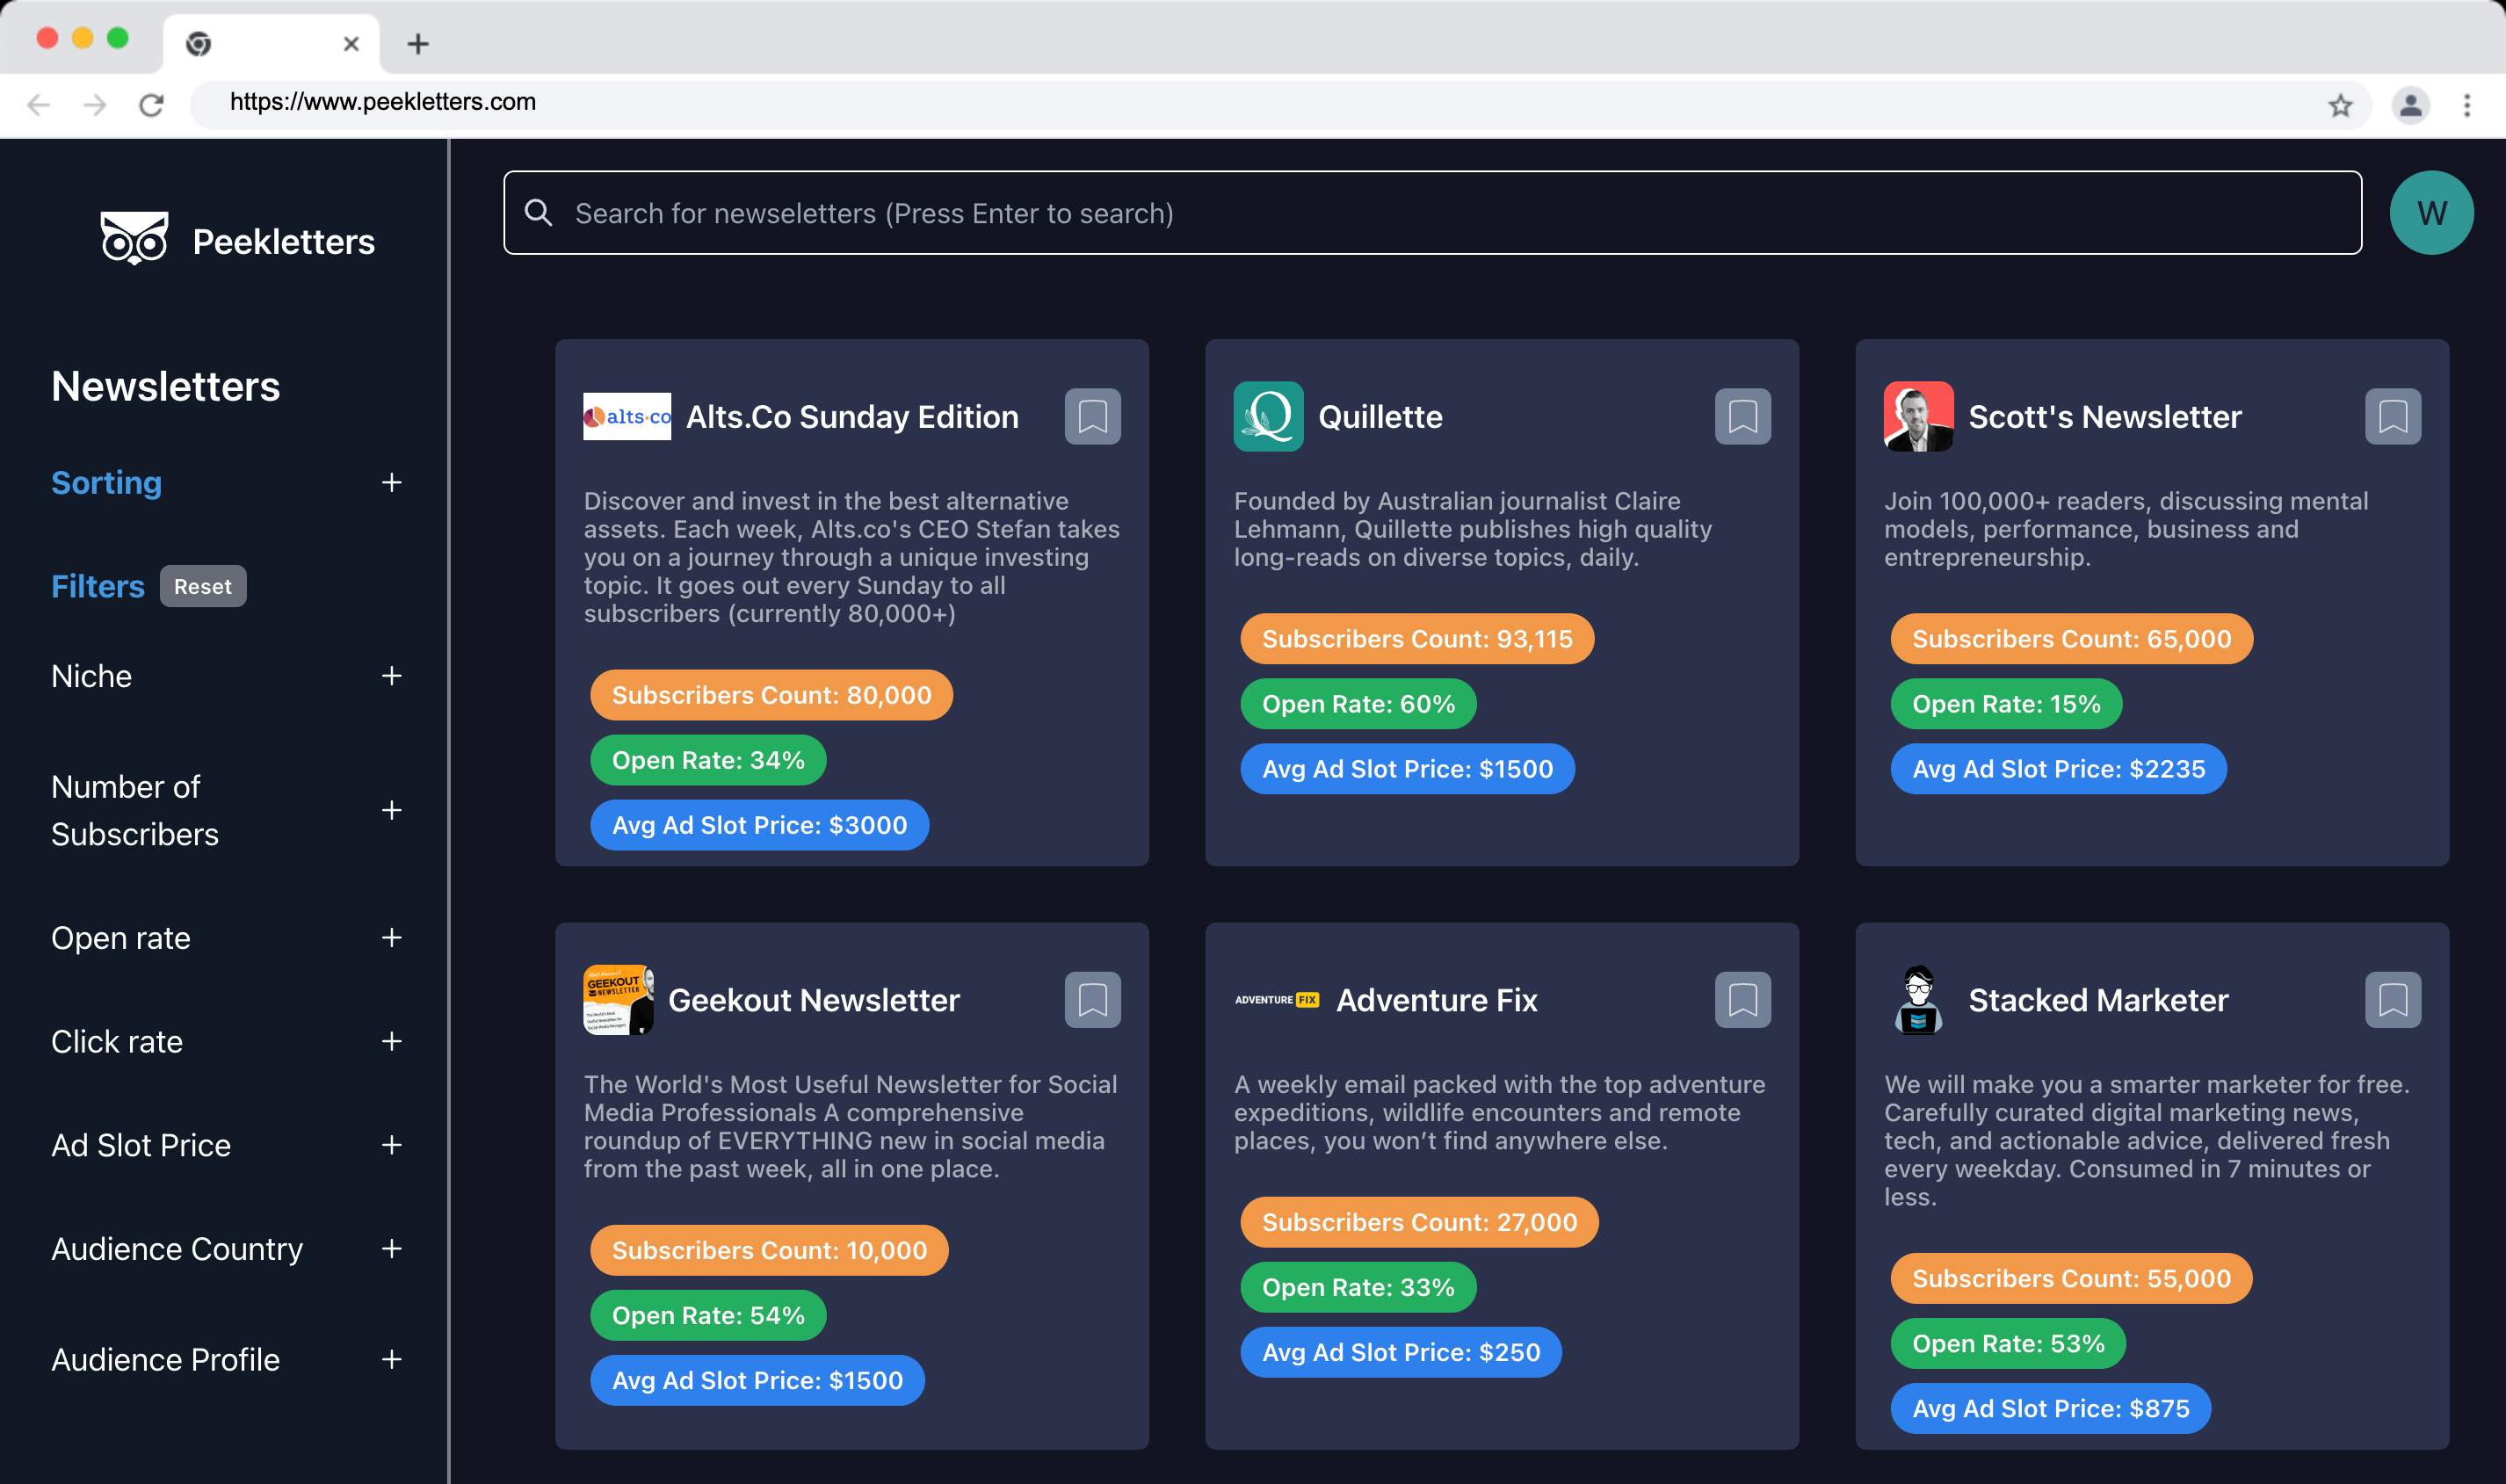 https://www.peekletters.com
Peekletters
Search for newseletters (Press Enter to search)
W
Newsletters
Sorting
Filters
Reset
Niche
Number of
Subscribers
Open rate
Click rate
Ad Slot Price
Audience Country
Audience Profile
alts.co
Alts.Co Sunday Edition
Discover and invest in the best alternative
assets. Each week, Alts.co's CEO Stefan takes
you on a journey through a unique investing
topic. It goes out every Sunday to all
subscribers (currently 80,000+)
Subscribers Count: 80,000
Open Rate: 34%
Avg Ad Slot Price: $3000
Q
Quillette
Founded by Australian journalist Claire
Lehmann, Quillette publishes high quality
long-reads on diverse topics, daily.
Subscribers Count: 93,115
Open Rate: 60%
Avg Ad Slot Price: $1500
Scott's Newsletter
Join 100,000+ readers, discussing mental
models, performance, business and
entrepreneurship.
Subscribers Count: 65,000
Open Rate: 15%
Avg Ad Slot Price: $2235
GEEKOUT
NEWSLETTER
Geekout Newsletter
The World's Most Useful Newsletter for Social
Media Professionals A comprehensive
roundup of EVERYTHING new in social media
from the past week, all in one place.
Subscribers Count: 10,000
Open Rate: 54%
Avg Ad Slot Price: $1500
ADVENTURE FIX
Adventure Fix
A weekly email packed with the top adventure
expeditions, wildlife encounters and remote
places, you won’t find anywhere else.
Subscribers Count: 27,000
Open Rate: 33%
Avg Ad Slot Price: $250
Stacked Marketer
We will make you a smarter marketer for free.
Carefully curated digital marketing news,
tech, and actionable advice, delivered fresh
every weekday. Consumed in 7 minutes or
less.
Subscribers Count: 55,000
Open Rate: 53%
Avg Ad Slot Price: $875